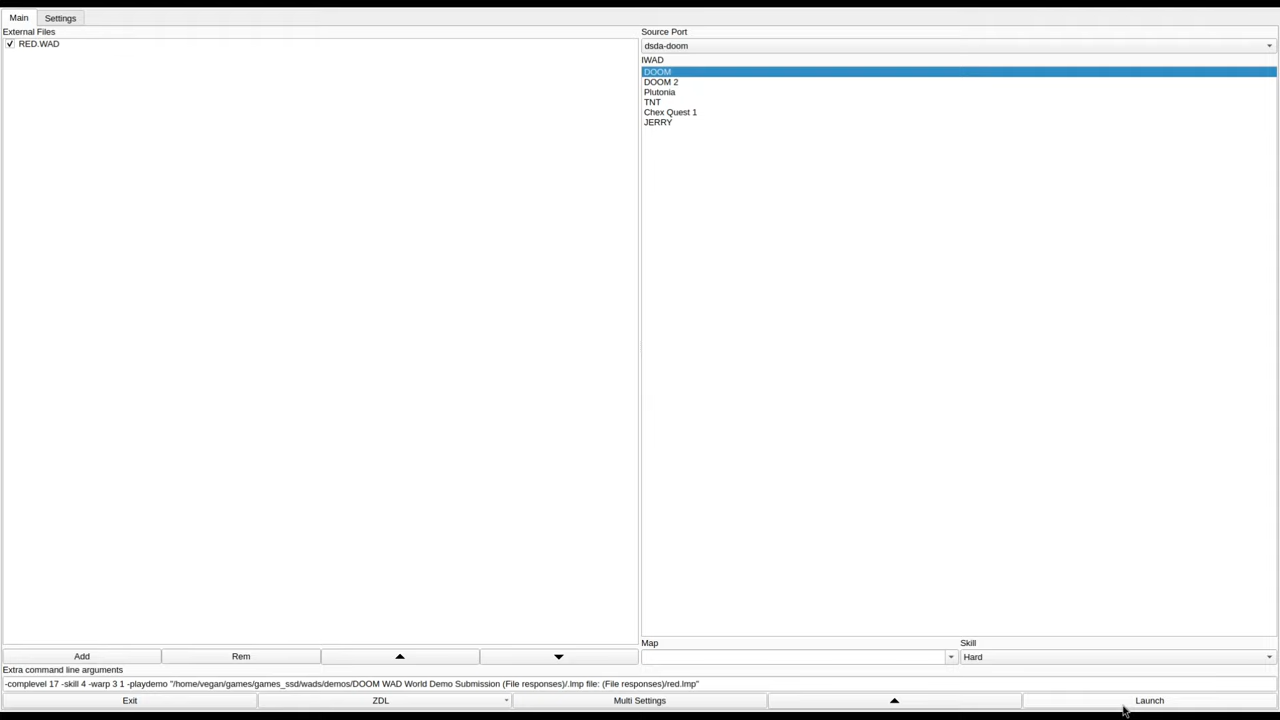 Main Settings
External Files
RED.WAD
Source Port
dsda-doom
IWAD
DOOM
DOOM 2
Plutonia
TNT
Chex Quest 1
JERRY
Map Skill
Hard
Add Rem
Extra command line arguments
-complevel 17 -skill 4 -warp 3 1 -playdemo "/home/vegan/games/games_ssd/wads/demos/DOOM WAD World Demo Submission (File responses)/.lmp file: (File responses)/red.lmp"
Exit ZDL Multi Settings Launch